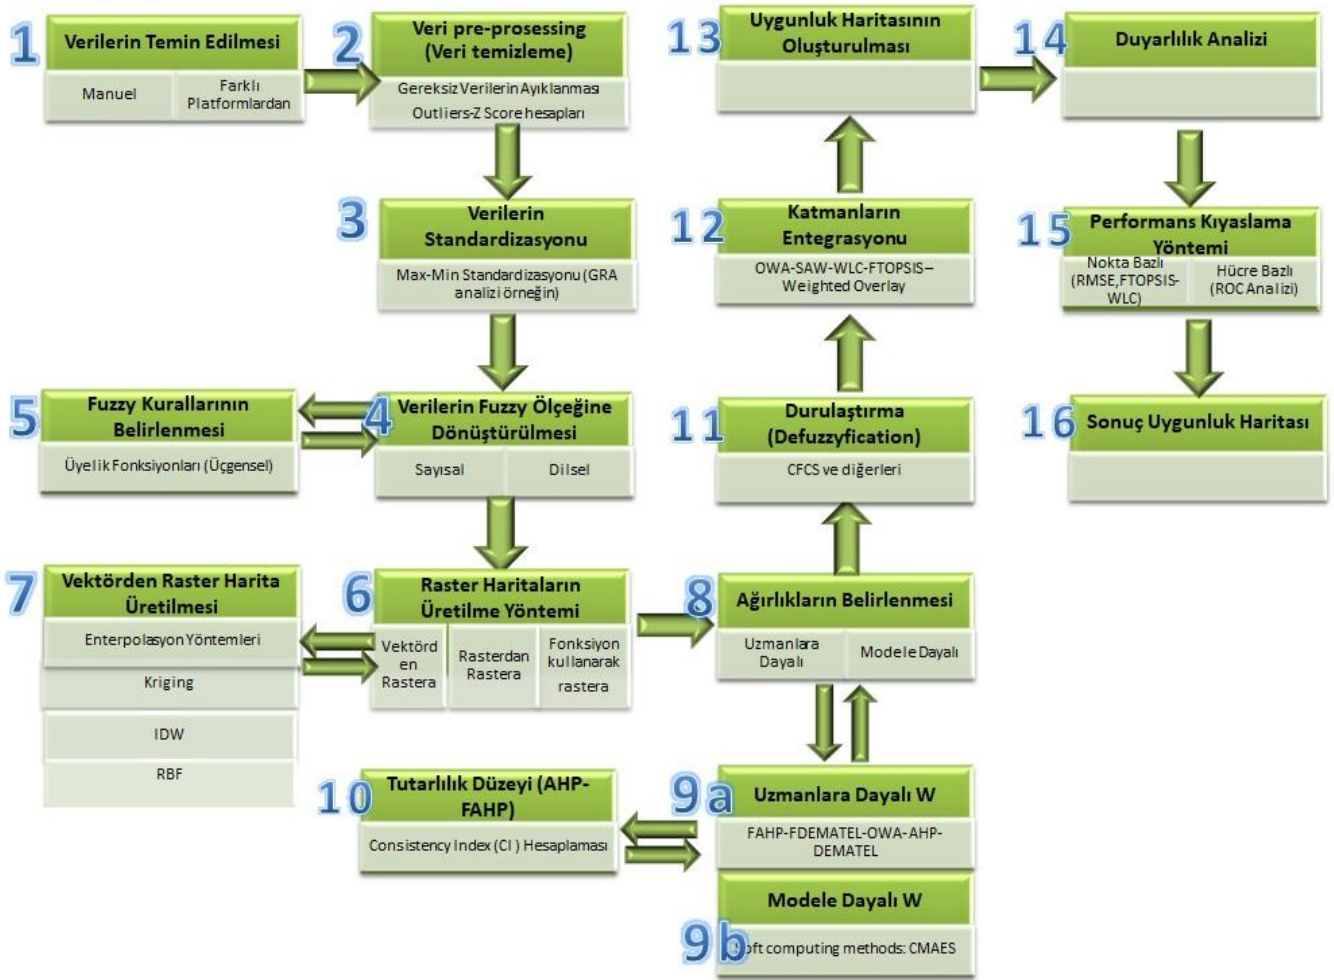 1
Verilerin Temin Edilmesi
Manuel
Farklı
Platformlardan
2
Veri pre-prosessing
(Veri temizleme)
Gereksiz Verilerin Ayıklanması
Outliers-Z Score hesapları
3
Verilerin
Standardizasyonu
Max-Min Standardizasyonu (GRA
analizi örneğin)
4
Verilerin Fuzzy Ölçeğine
Dönüştürülmesi
Sayısal
Dilsel
5
Fuzzy Kurallarının
Belirlenmesi
Üyelik Fonksiyonları (Üçgensel)
6
Raster Haritaların
Üretilme Yöntemi
Vektörd
en
Rastera
Rasterdan
Rastera
Fonksiyon
kullanarak
rastera
7
Vektörden Raster Harita
Üretilmesi
Enterpolasyon Yöntemleri
Kriging
IDW
RBF
8
Ağırlıkların Belirlenmesi
Uzmanlara
Dayalı
Modele Dayalı
9a
Uzmanlara Dayalı W
FAHP-FDEMATEL-OWA-AHP-
DEMATEL
9b
Modele Dayalı W
Soft computing methods: CMAES
10
Tutarlılık Düzeyi (AHP-
FAHP)
Consistency Index (CI ) Hesaplaması
11
Durulaştırma
(Defuzzyfication)
CFCS ve diğerleri
12
Katmanların
Entegrasyonu
OWA-SAW-WLC-FTOPSIS–
Weighted Overlay
13
Uygunluk Haritasının
Oluşturulması
14
Duyarlılık Analizi
15
Performans Kıyaslama
Yöntemi
Nokta Bazlı
(RMSE,FTOPSIS-
WLC)
Hücre Bazlı
(ROC Analizi)
16
Sonuç Uygunluk Haritası